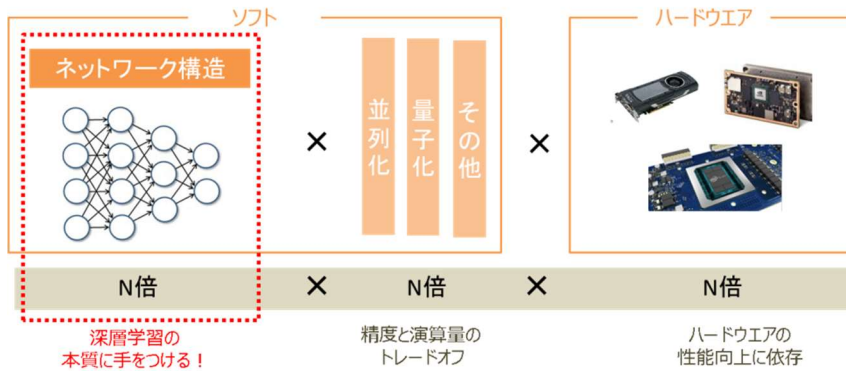 ソフト
ハードウエア
ネットワーク構造
並列化
量子化
その他
×
×
N倍
×
N倍
×
N倍
深層学習の
本質に手をつける！
精度と演算量の
トレードオフ
ハードウエアの
性能向上に依存